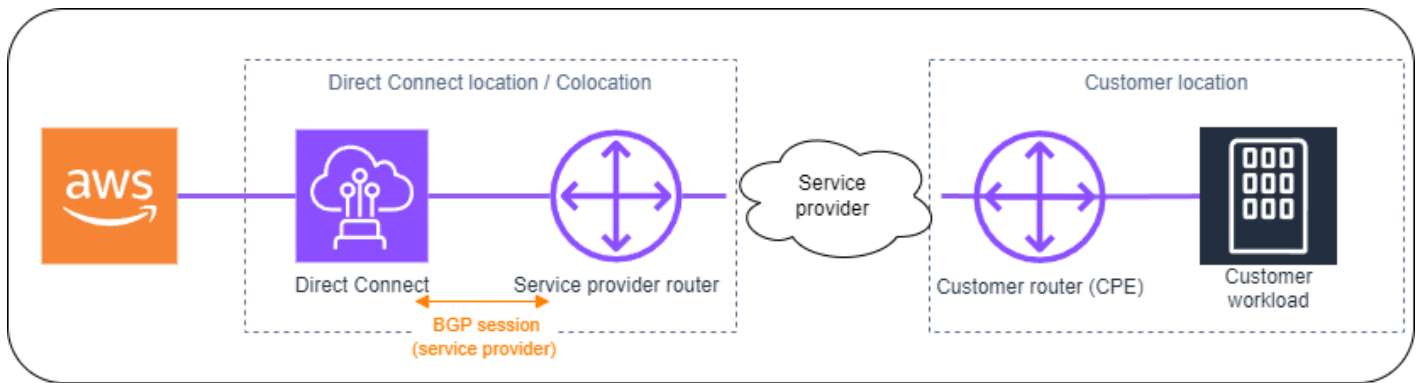 Direct Connect location / Colocation
Customer location
aws
Service
provider
Direct Connect
Service provider router
Customer router (CPE)
Customer
workload
BGP session
(service provider)